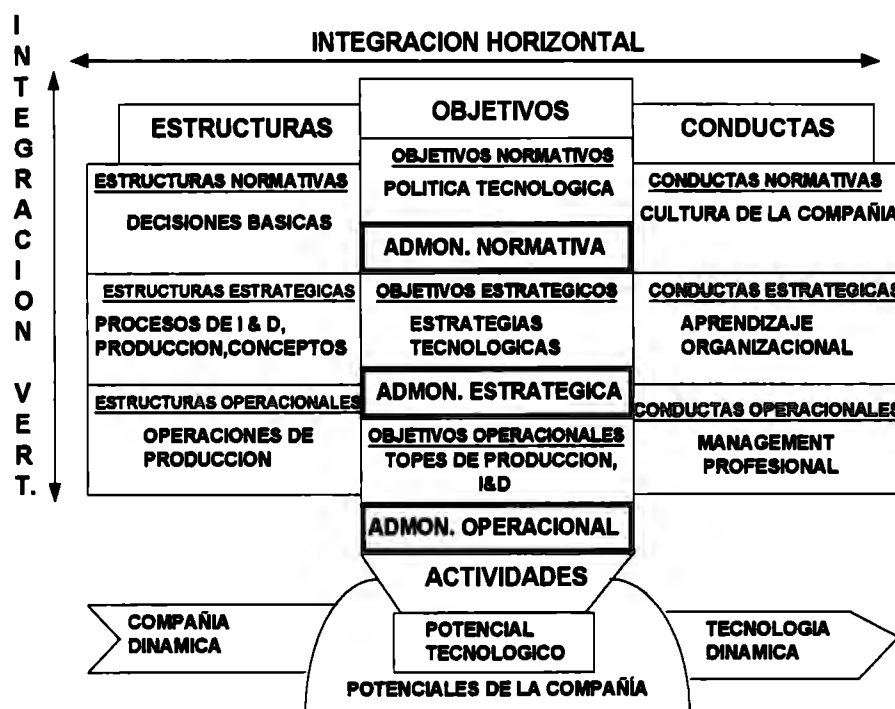 INTEGRACION VERT.
INTEGRACION HORIZONTAL
ESTRUCTURAS
OBJETIVOS
CONDUCTAS
ESTRUCTURAS NORMATIVAS
DECISIONES BASICAS
OBJETIVOS NORMATIVOS
POLITICA TECNOLOGICA
ADMON. NORMATIVA
CONDUCTAS NORMATIVAS
CULTURA DE LA COMPAÑIA
ESTRUCTURAS ESTRATEGICAS
PROCESOS DE I & D,
PRODUCCION,CONCEPTOS
OBJETIVOS ESTRATEGICOS
ESTRATEGIAS
TECNOLOGICAS
ADMON. ESTRATEGICA
CONDUCTAS ESTRATEGICAS
APRENDIZAJE
ORGANIZACIONAL
ESTRUCTURAS OPERACIONALES
OPERACIONES DE
PRODUCCION
OBJETIVOS OPERACIONALES
TOPES DE PRODUCCION,
I&D
ADMON. OPERACIONAL
CONDUCTAS OPERACIONALES
MANAGEMENT
PROFESIONAL
ACTIVIDADES
COMPAÑIA
DINAMICA
POTENCIAL
TECNOLOGICO
TECNOLOGIA
DINAMICA
POTENCIALES DE LA COMPAÑÍA